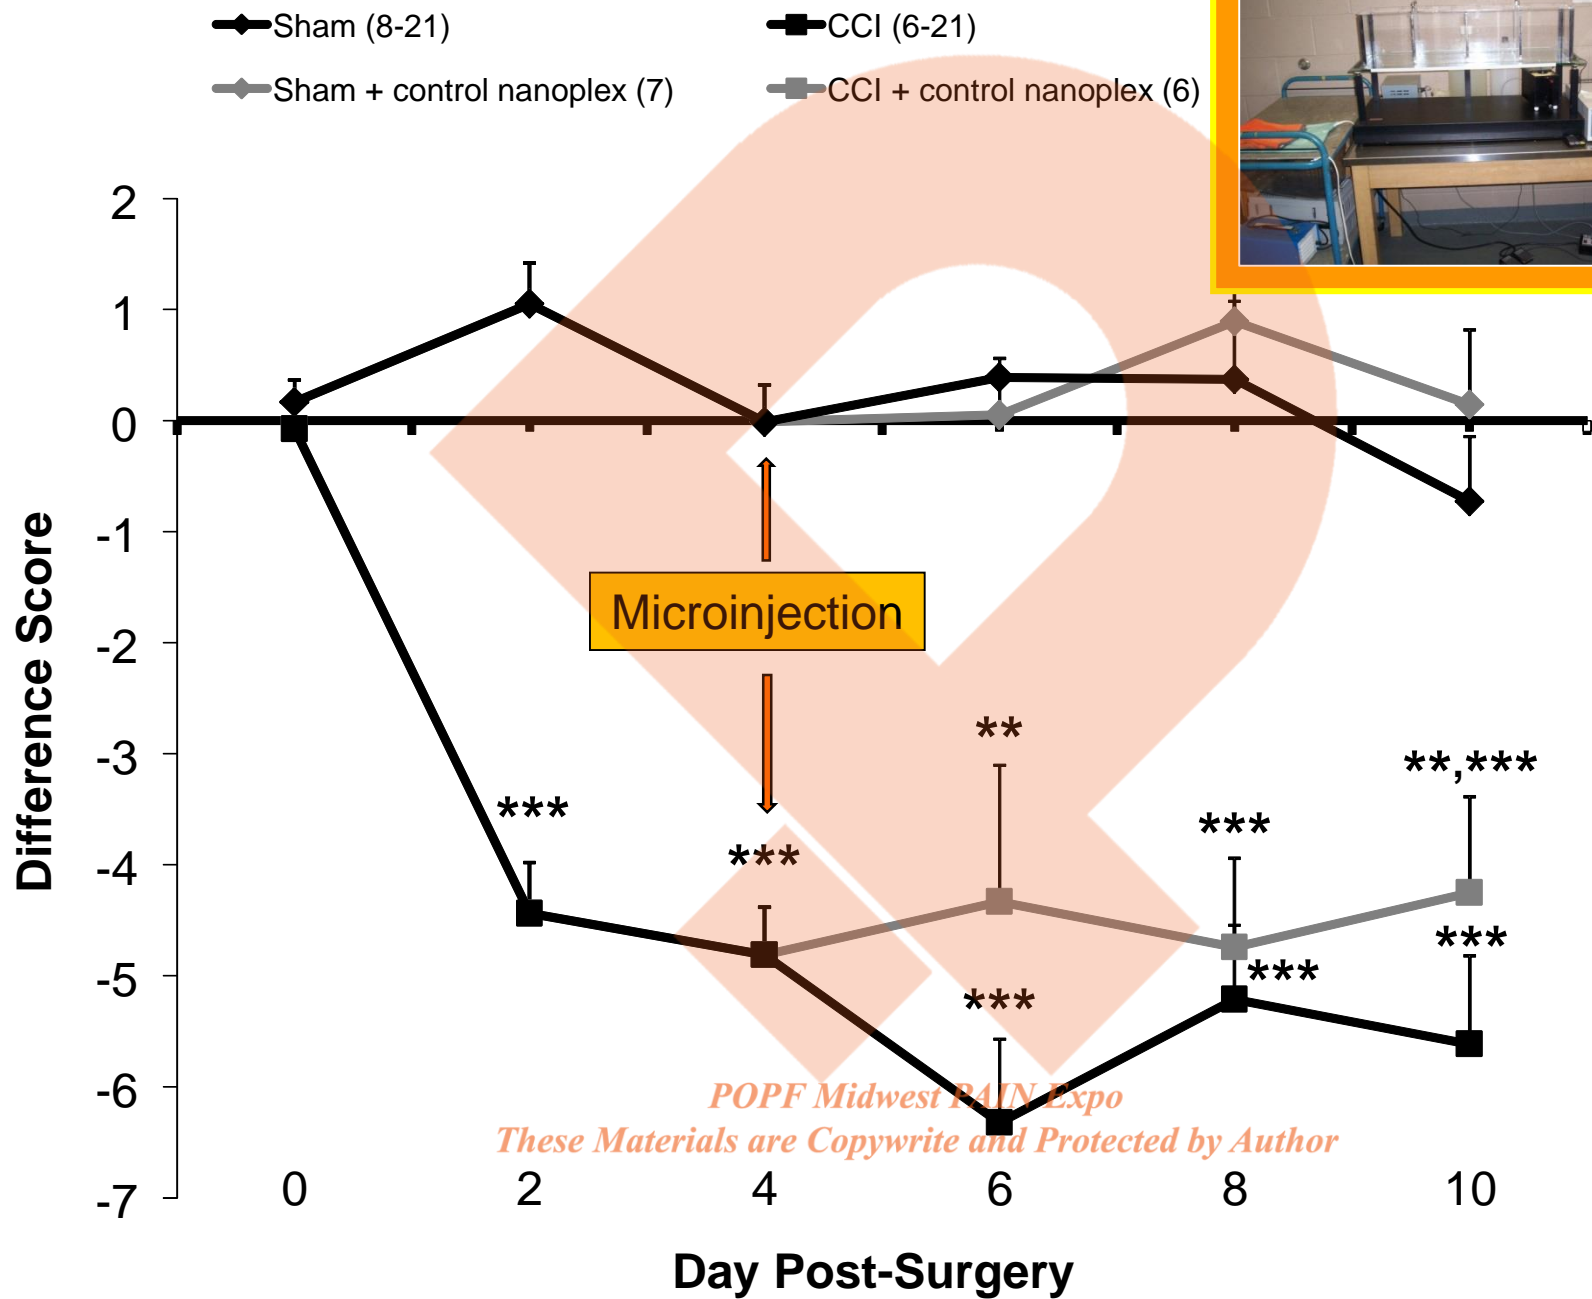 Sham (8-21) CCI (6-21)
Sham + control nanoplex (7) CCI + control nanoplex (6)
2
1
0
-1
-2
-3
-4
-5
-6
-7
Difference Score
Microinjection
**
**,***
***
***
***
***
***
***
POPF Midwest PAIN Expo
These Materials are Copywrite and Protected by Author
0 2 4 6 8 10
Day Post-Surgery